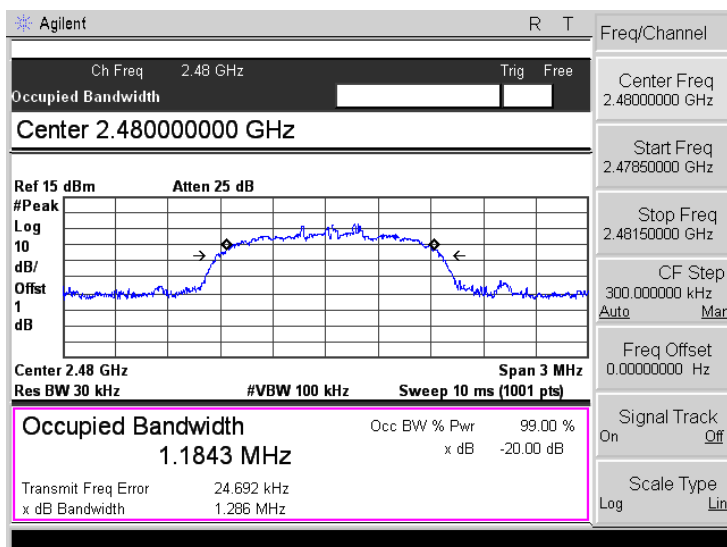 Agilent R T
Ch Freq 2.48 GHz Trig Free
Occupied Bandwidth
Center 2.480000000 GHz
Ref 15 dBm Atten 25 dB
#Peak
Log
10
dB/
Offst
1
dB
Center 2.48 GHz Span 3 MHz
Res BW 30 kHz #VBW 100 kHz Sweep 10 ms (1001 pts)
Occupied Bandwidth Occ BW % Pwr 99.00 %
1.1843 MHz x dB -20.00 dB
Transmit Freq Error 24.692 kHz
x dB Bandwidth 1.286 MHz
Freq/Channel
Center Freq
2.48000000 GHz
Start Freq
2.47850000 GHz
Stop Freq
2.48150000 GHz
CF Step
300.000000 kHz
Auto Man
Freq Offset
0.00000000 Hz
Signal Track
On Off
Scale Type
Log Lin